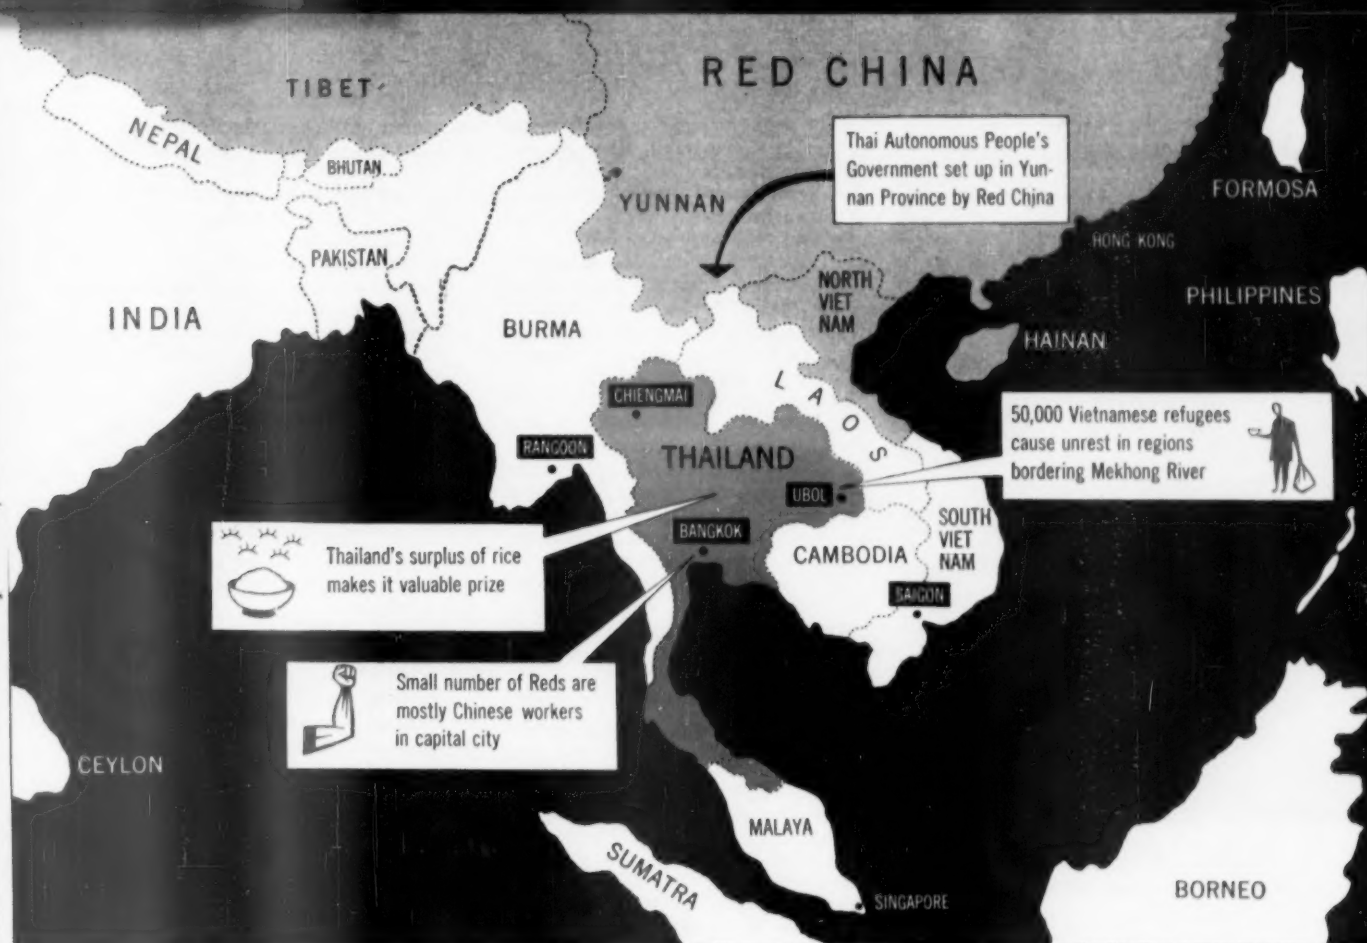 RED CHINA
TIBET
NEPAL
BHUTAN
Thai Autonomous People's
Government set up in Yun-
nan Province by Red China
FORMOSA
YUNNAN
HONG KONG
PAKISTAN
NORTH
VIET
NAM
PHILIPPINES
INDIA
BURMA
HAINAN
LAOS
CHIENGMAI
50,000 Vietnamese refugees
cause unrest in regions
bordering Mekhong River
RANGOON
THAILAND
UBOL
BANGKOK
SOUTH
VIET
NAM
CAMBODIA
SAIGON
Thailand's surplus of rice
makes it valuable prize
Small number of Reds are
mostly Chinese workers
in capital city
CEYLON
MALAYA
SUMATRA
SINGAPORE
BORNEO